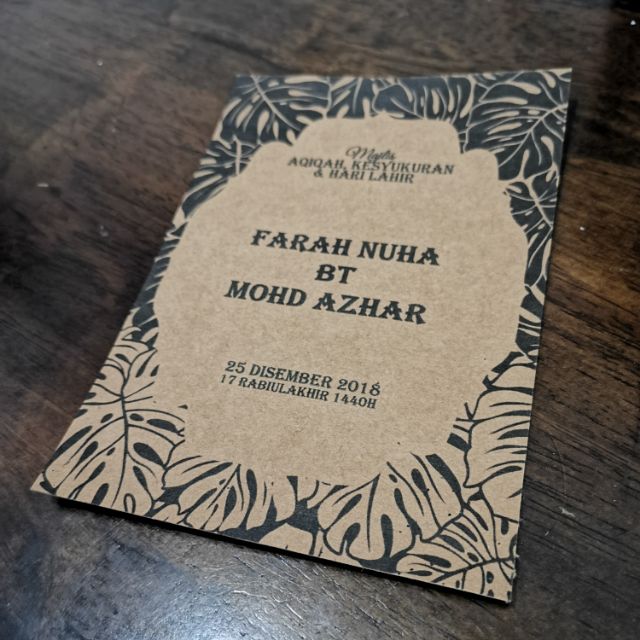 Majlis
AQIQAH, KESYUKURAN
& HARI LAHIR
FARAH NUHA
BT
MOHD AZHAR
25 DISEMBER 2018
17 RABIULAKHIR 1440H